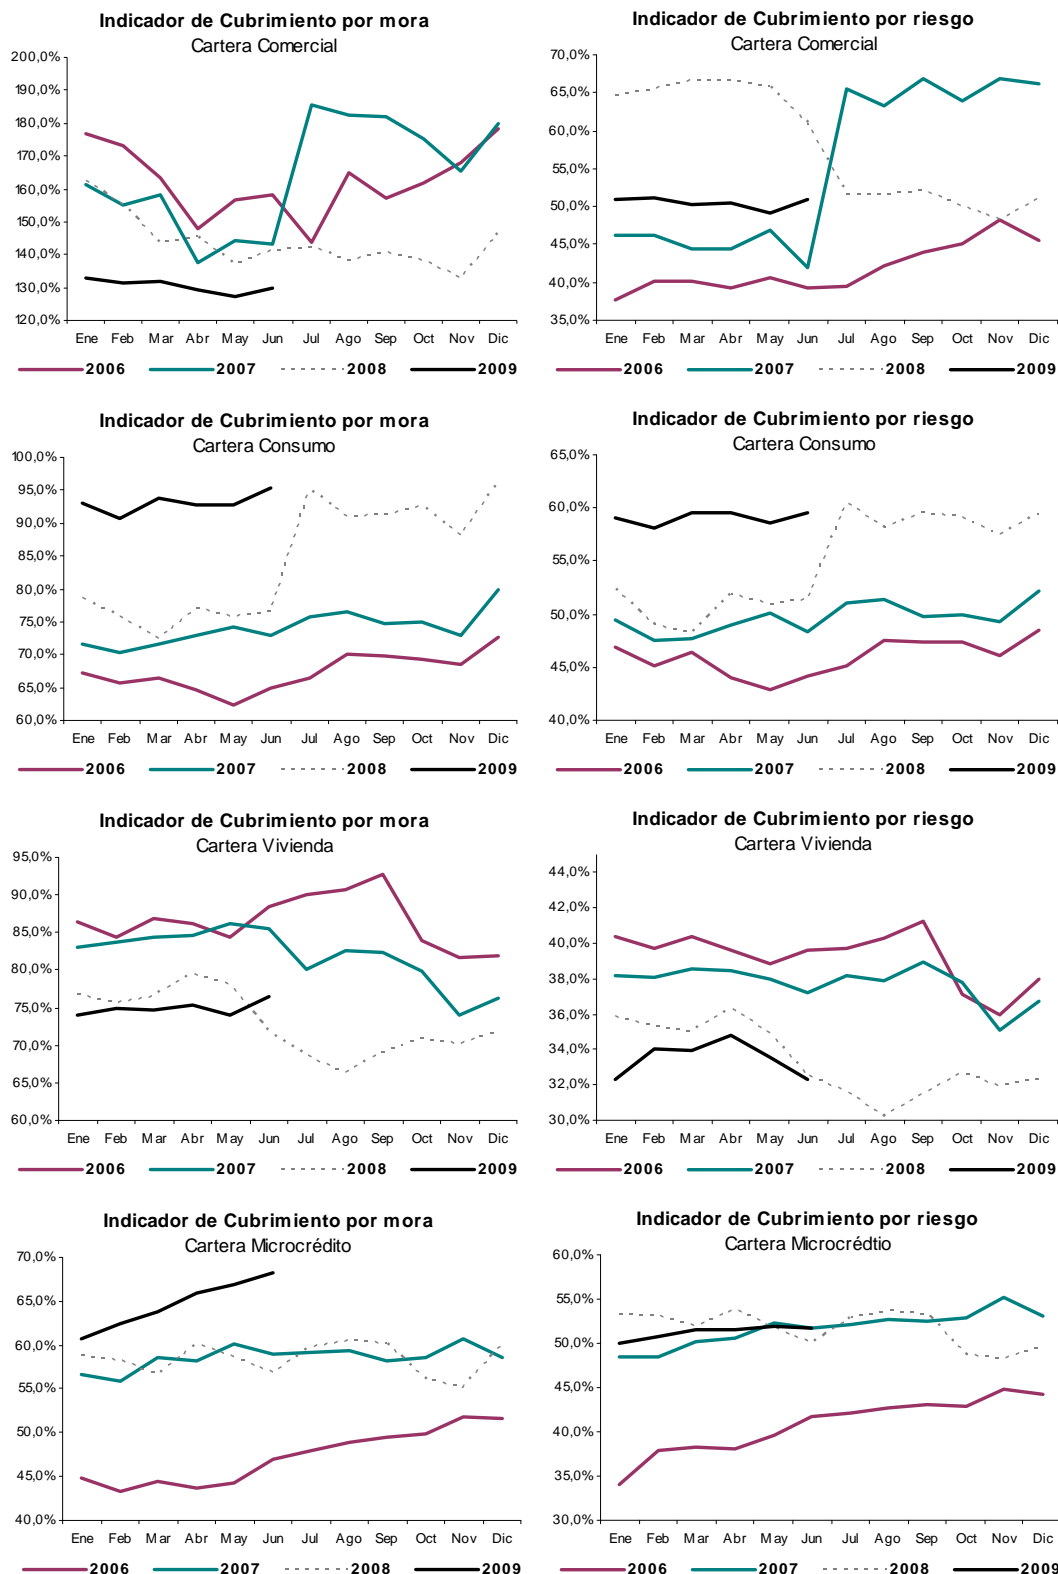 Indicador de Cubrimiento por mora
Cartera Comercial
200,0%
190,0%
180,0%
170,0%
160,0%
150,0%
140,0%
130,0%
120,0%
Ene Feb Mar Abr May Jun Jul Ago Sep Oct Nov Dic
2006 2007 2008 2009
Indicador de Cubrimiento por riesgo
Cartera Comercial
70,0%
65,0%
60,0%
55,0%
50,0%
45,0%
40,0%
35,0%
Ene Feb Mar Abr May Jun Jul Ago Sep Oct Nov Dic
2006 2007 2008 2009
Indicador de Cubrimiento por mora
Cartera Consumo
100,0%
95,0%
90,0%
85,0%
80,0%
75,0%
70,0%
65,0%
60,0%
Ene Feb Mar Abr May Jun Jul Ago Sep Oct Nov Dic
2006 2007 2008 2009
Indicador de Cubrimiento por riesgo
Cartera Consumo
65,0%
60,0%
55,0%
50,0%
45,0%
40,0%
Ene Feb Mar Abr May Jun Jul Ago Sep Oct Nov Dic
2006 2007 2008 2009
Indicador de Cubrimiento por mora
Cartera Vivienda
95,0%
90,0%
85,0%
80,0%
75,0%
70,0%
65,0%
60,0%
Ene Feb Mar Abr May Jun Jul Ago Sep Oct Nov Dic
2006 2007 2008 2009
Indicador de Cubrimiento por riesgo
Cartera Vivienda
44,0%
42,0%
40,0%
38,0%
36,0%
34,0%
32,0%
30,0%
Ene Feb Mar Abr May Jun Jul Ago Sep Oct Nov Dic
2006 2007 2008 2009
Indicador de Cubrimiento por mora
Cartera Microcrédito
70,0%
65,0%
60,0%
55,0%
50,0%
45,0%
40,0%
Ene Feb Mar Abr May Jun Jul Ago Sep Oct Nov Dic
2006 2007 2008 2009
Indicador de Cubrimiento por riesgo
Cartera Microcrédtio
60,0%
55,0%
50,0%
45,0%
40,0%
35,0%
30,0%
Ene Feb Mar Abr May Jun Jul Ago Sep Oct Nov Dic
2006 2007 2008 2009